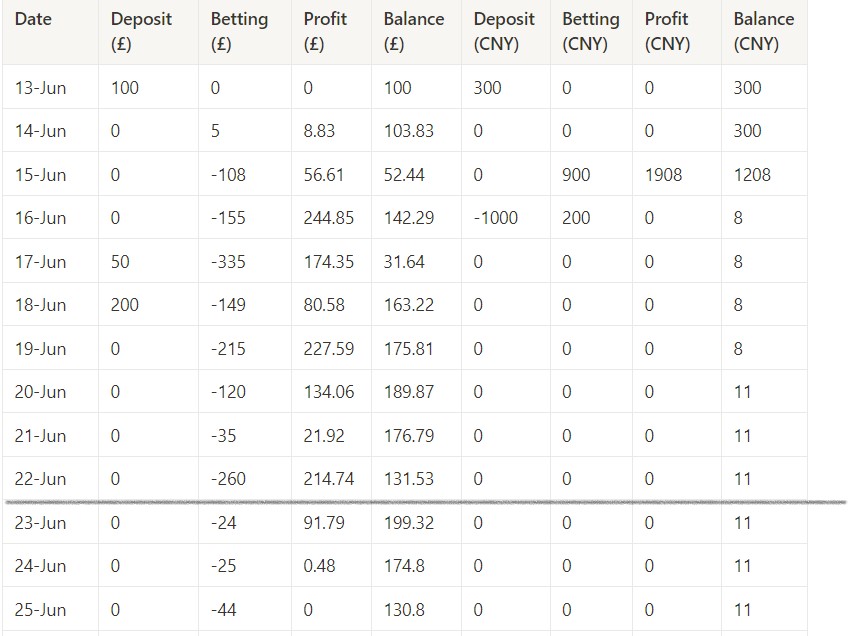 Date Deposit (£) Betting (£) Profit (£) Balance (£) Deposit (CNY) Betting (CNY) Profit (CNY) Balance (CNY)
13-Jun 100 0 0 100 300 0 0 300
14-Jun 0 5 8.83 103.83 0 0 0 300
15-Jun 0 -108 56.61 52.44 0 900 1908 1208
16-Jun 0 -155 244.85 142.29 -1000 200 0 8
17-Jun 50 -335 174.35 31.64 0 0 0 8
18-Jun 200 -149 80.58 163.22 0 0 0 8
19-Jun 0 -215 227.59 175.81 0 0 0 8
20-Jun 0 -120 134.06 189.87 0 0 0 11
21-Jun 0 -35 21.92 176.79 0 0 0 11
22-Jun 0 -260 214.74 131.53 0 0 0 11
23-Jun 0 -24 91.79 199.32 0 0 0 11
24-Jun 0 -25 0.48 174.8 0 0 0 11
25-Jun 0 -44 0 130.8 0 0 0 11